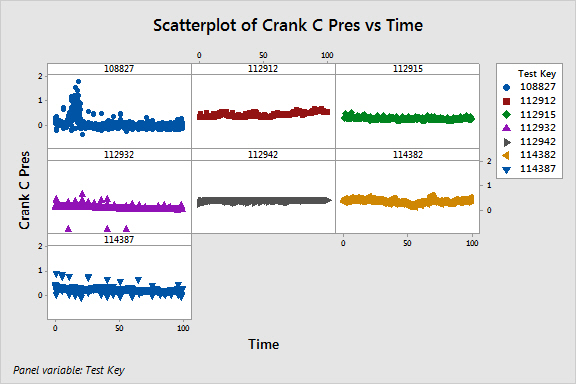 Scatterplot of Crank C Pres vs Time
0 50 100
108827 112912 112915
2
1
0
112932 112942 114382
2
1
0
114387
0 50 100
2
1
0
0 50 100
Crank C Pres
Time
Test Key
108827
112912
112915
112932
112942
114382
114387
Panel variable: Test Key